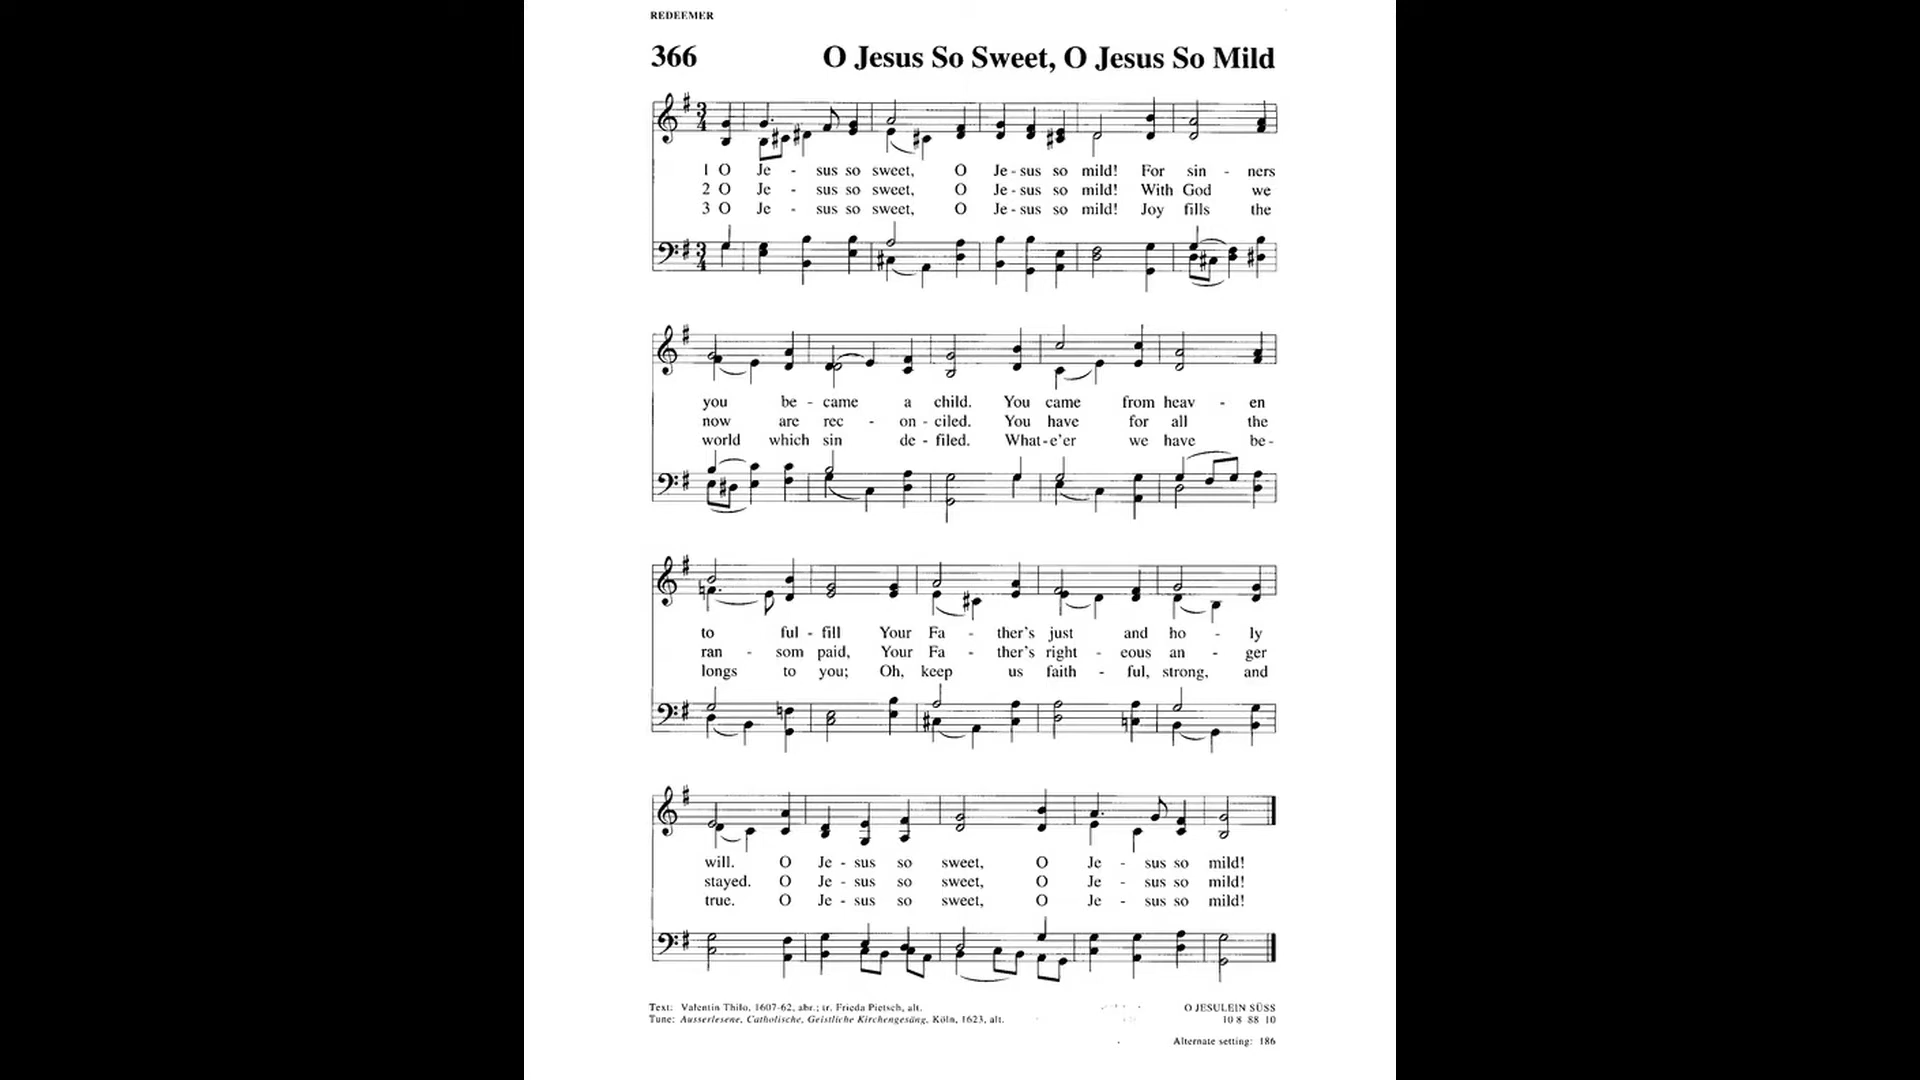 REDEEMER
366 O Jesus So Sweet, O Jesus So Mild
1 O Je - sus so sweet, O Je - sus so mild! For sin - ners
2 O Je - sus so sweet, O Je - sus so mild! With God we
3 O Je - sus so sweet, O Je - sus so mild! Joy fills the
you be - came a child. You came from heav - en
now are rec - on - ciled. You have for all the
world which sin de - filed. What - e'er we have be -
to ful - fill Your Fa - ther's just and ho - ly
ran - som paid, Your Fa - ther's right - eous an - ger
longs to you; Oh, keep us faith - ful, strong, and
will. O Je - sus so sweet, O Je - sus so mild!
stayed. O Je - sus so sweet, O Je - sus so mild!
true. O Je - sus so sweet, O Je - sus so mild!
Text: Valentin Thilo, 1607-62, abr.; tr. Frieda Pietsch, alt. O JESULEIN SÜSS
Tune: Ausserlesene, Catholische, Geistliche Kirchengesäng, Köln, 1623, alt. 10 8 88 10
Alternate setting: 186